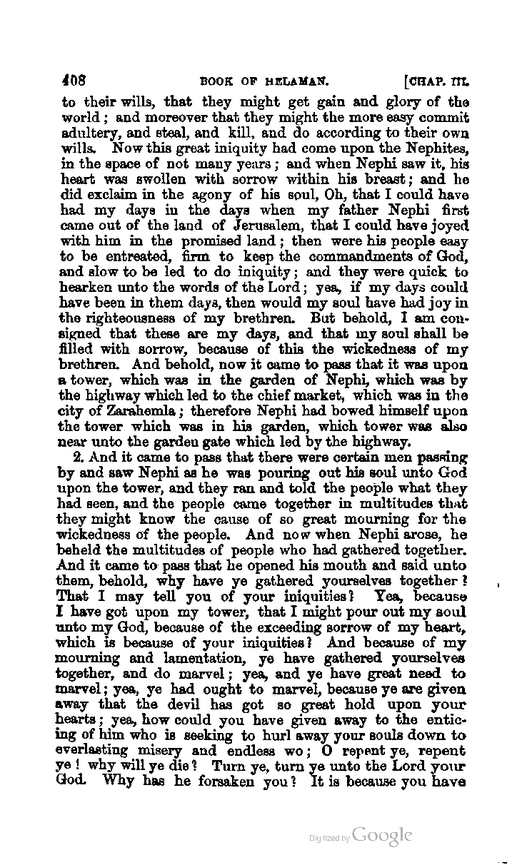 408 BOOK OF HELAMAN. [CHAP. III.
to their wills, that they might get gain and glory of the
world; and moreover that they might the more easy commit
adultery, and steal, and kill, and do according to their own
wills. Now this great iniquity had come upon the Nephites,
in the space of not many years; and when Nephi saw it, his
heart was swollen with sorrow within his breast; and he
did exclaim in the agony of his soul, Oh, that I could have
had my days in the days when my father Nephi first
came out of the land of Jerusalem, that I could have joyed
with him in the promised land; then were his people easy
to be entreated, firm to keep the commandments of God,
and slow to be led to do iniquity; and they were quick to
hearken unto the words of the Lord; yea, if my days could
have been in them days, then would my soul have had joy in
the righteousness of my brethren. But behold, I am con-
signed that these are my days, and that my soul shall be
filled with sorrow, because of this the wickedness of my
brethren. And behold, now it came to pass that it was upon
a tower, which was in the garden of Nephi, which was by
the highway which led to the chief market, which was in the
city of Zarahemla; therefore Nephi had bowed himself upon
the tower which was in his garden, which tower was also
near unto the garden gate which led by the highway.
2. And it came to pass that there were certain men passing
by and saw Nephi as he was pouring out his soul unto God
upon the tower, and they ran and told the people what they
had seen, and the people came together in multitudes that
they might know the cause of so great mourning for the
wickedness of the people. And now when Nephi arose, he
beheld the multitudes of people who had gathered together.
And it came to pass that he opened his mouth and said unto
them, behold, why have ye gathered yourselves together?
That I may tell you of your iniquities? Yea, because
I have got upon my tower, that I might pour out my soul
unto my God, because of the exceeding sorrow of my heart,
which is because of your iniquities? And because of my
mourning and lamentation, ye have gathered yourselves
together, and do marvel; yea, and ye have great need to
marvel; yea, ye had ought to marvel, because ye are given
away that the devil has got so great hold upon your
hearts; yea, how could you have given away to the entic-
ing of him who is seeking to hurl away your souls down to
everlasting misery and endless wo; O repent ye, repent
ye! why will ye die? Turn ye, turn ye unto the Lord your
God. Why has he forsaken you? It is because you have
Digitized by Google